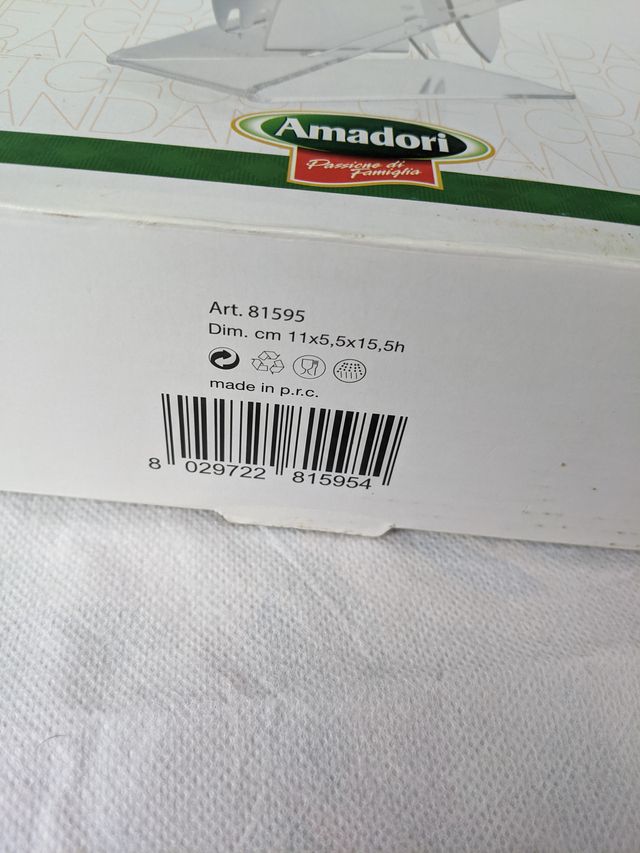 Amadori
Passione di
Famiglia
Art. 81595
Dim. cm 11x5,5x15,5h
made in p.r.c.
8 029722 815954